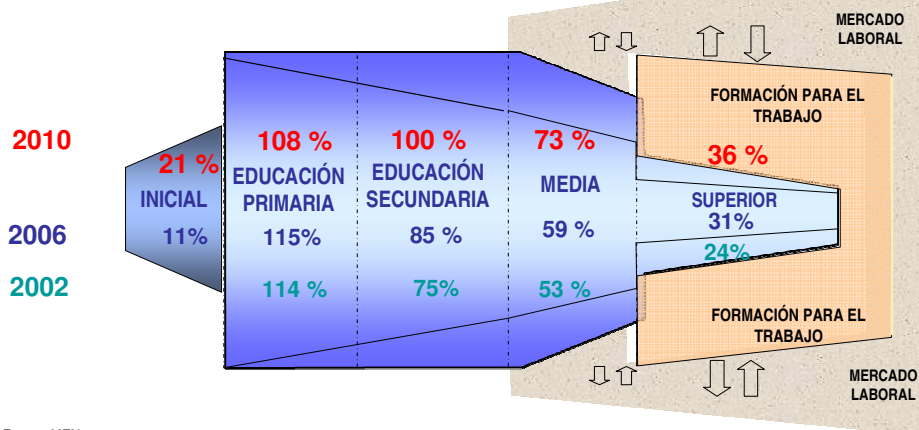 MERCADO
LABORAL
FORMACIÓN PARA EL
TRABAJO
2010
21 %
108 %
100 %
73 %
36 %
INICIAL
EDUCACIÓN
PRIMARIA
EDUCACIÓN
SECUNDARIA
MEDIA
SUPERIOR
2006
11%
115%
85 %
59 %
31%
24%
2002
114 %
75%
53 %
FORMACIÓN PARA EL
TRABAJO
MERCADO
LABORAL